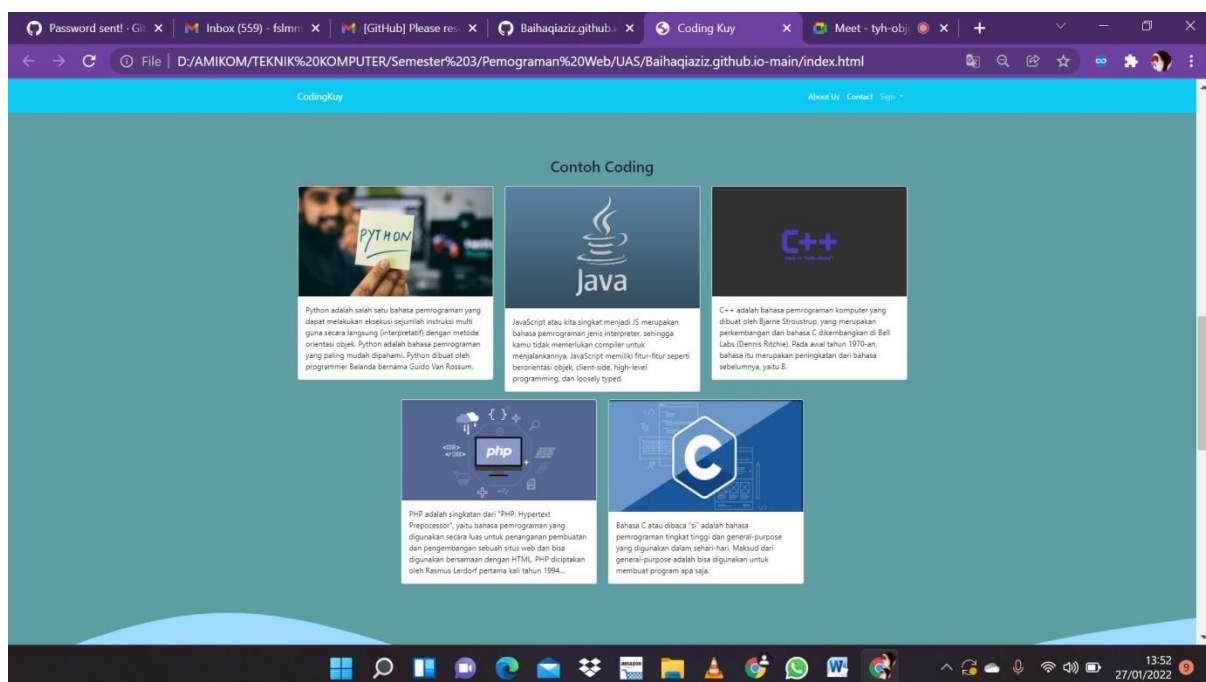 Password sent! · Git
Inbox (559) - fslmm
[GitHub] Please res
Baihaqiaziz.github.i
Coding Kuy
Meet - tyh-obj
File | D:/AMIKOM/TEKNIK%20KOMPUTER/Semester%203/Pemograman%20Web/UAS/Baihaqiaziz.github.io-main/index.html
CodingKuy
About Us Contact Sign
Contoh Coding
PYTHON
Python adalah salah satu bahasa pemrograman yang
dapat melakukan eksekusi sejumlah instruksi multi
guna secara langsung (interpretatif) dengan metode
orientasi objek. Python adalah bahasa pemrograman
yang paling mudah dipahami. Python dibuat oleh
programmer Belanda bernama Guido Van Rossum.
Java
JavaScript atau kita singkat menjadi JS merupakan
bahasa pemrograman jenis interpreter, sehingga
kamu tidak memerlukan compiler untuk
menjalankannya. JavaScript memiliki fitur-fitur seperti
berorientasi objek, client-side, high-level
programming, dan loosely typed.
C++
C++ adalah bahasa pemrograman komputer yang
dibuat oleh Bjarne Stroustrup, yang merupakan
perkembangan dari bahasa C dikembangkan di Bell
Labs (Dennis Ritchie). Pada awal tahun 1970-an,
bahasa itu merupakan peningkatan dari bahasa
sebelumnya, yaitu B.
{ }
php
PHP adalah singkatan dari "PHP: Hypertext
Prepocessor", yaitu bahasa pemrograman yang
digunakan secara luas untuk penanganan pembuatan
dan pengembangan sebuah situs web dan bisa
digunakan bersamaan dengan HTML. PHP diciptakan
oleh Rasmus Lerdorf pertama kali tahun 1994...
C
Bahasa C atau dibaca "si" adalah bahasa
pemrograman tingkat tinggi dan general-purpose
yang digunakan dalam sehari-hari. Maksud dari
general-purpose adalah bisa digunakan untuk
membuat program apa saja.
amazon
13:52
27/01/2022
9